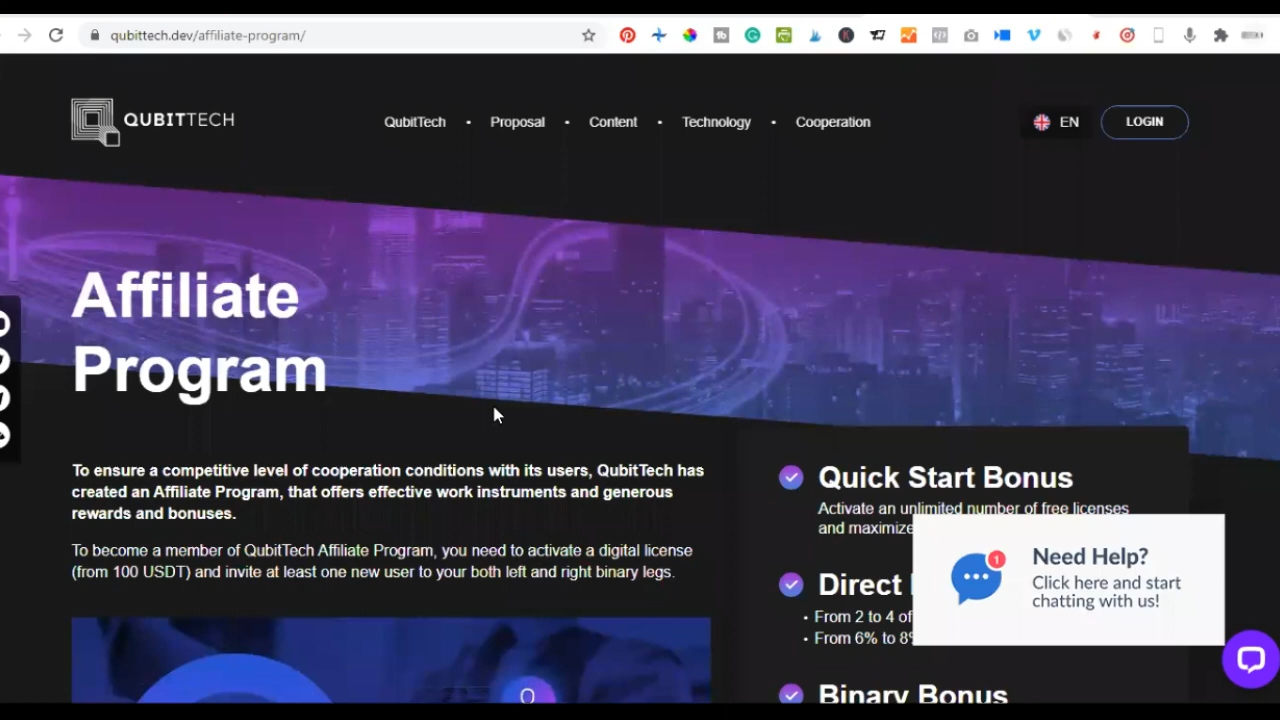 qubittech.dev/affiliate-program/
QUBITTECH
QubitTech • Proposal • Content • Technology • Cooperation
EN
LOGIN
Affiliate
Program
To ensure a competitive level of cooperation conditions with its users, QubitTech has
created an Affiliate Program, that offers effective work instruments and generous
rewards and bonuses.
To become a member of QubitTech Affiliate Program, you need to activate a digital license
(from 100 USDT) and invite at least one new user to your both left and right binary legs.
Quick Start Bonus
Activate an unlimited number of free licenses
and maximize
Direct
• From 2 to 4 of
• From 6% to 8%
Binary Bonus
Need Help?
Click here and start
chatting with us!
1